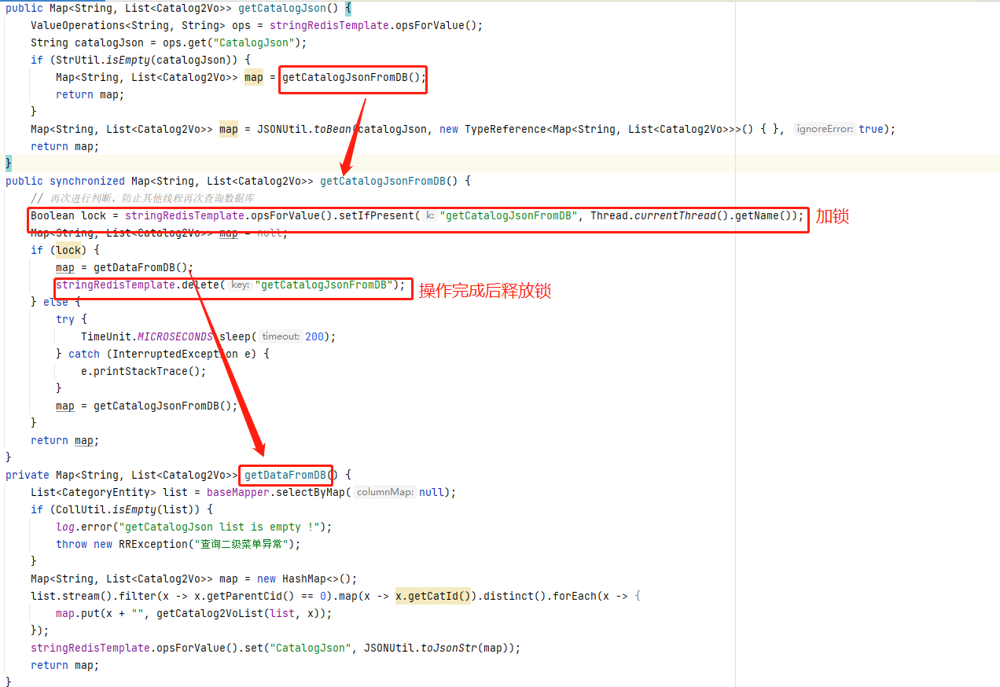 public Map<String, List<Catalog2Vo>> getCatalogJson() {
ValueOperations<String, String> ops = stringRedisTemplate.opsForValue();
String catalogJson = ops.get("CatalogJson");
if (StrUtil.isEmpty(catalogJson)) {
Map<String, List<Catalog2Vo>> map = getCatalogJsonFromDB();
return map;
}
Map<String, List<Catalog2Vo>> map = JSONUtil.toBean(catalogJson, new TypeReference<Map<String, List<Catalog2Vo>>>() { }, ignoreError: true);
return map;
}
public synchronized Map<String, List<Catalog2Vo>> getCatalogJsonFromDB() {
// 再次进行判断，防止其他线程再次查询数据库
Boolean lock = stringRedisTemplate.opsForValue().setIfPresent( k: "getCatalogJsonFromDB", Thread.currentThread().getName()); 加锁
Map<String, List<Catalog2Vo>> map = null;
if (lock) {
map = getDataFromDB();
stringRedisTemplate.delete( key: "getCatalogJsonFromDB"); 操作完成后释放锁
} else {
try {
TimeUnit.MICROSECONDS.sleep( timeout: 200);
} catch (InterruptedException e) {
e.printStackTrace();
}
map = getCatalogJsonFromDB();
}
return map;
}
private Map<String, List<Catalog2Vo>> getDataFromDB() {
List<CategoryEntity> list = baseMapper.selectByMap( columnMap: null);
if (CollUtil.isEmpty(list)) {
log.error("getCatalogJson list is empty !");
throw new RRException("查询二级菜单异常");
}
Map<String, List<Catalog2Vo>> map = new HashMap<>();
list.stream().filter(x -> x.getParentCid() == 0).map(x -> x.getCatId()).distinct().forEach(x -> {
map.put(x + "", getCatalog2VoList(list, x));
});
stringRedisTemplate.opsForValue().set("CatalogJson", JSONUtil.toJsonStr(map));
return map;
}